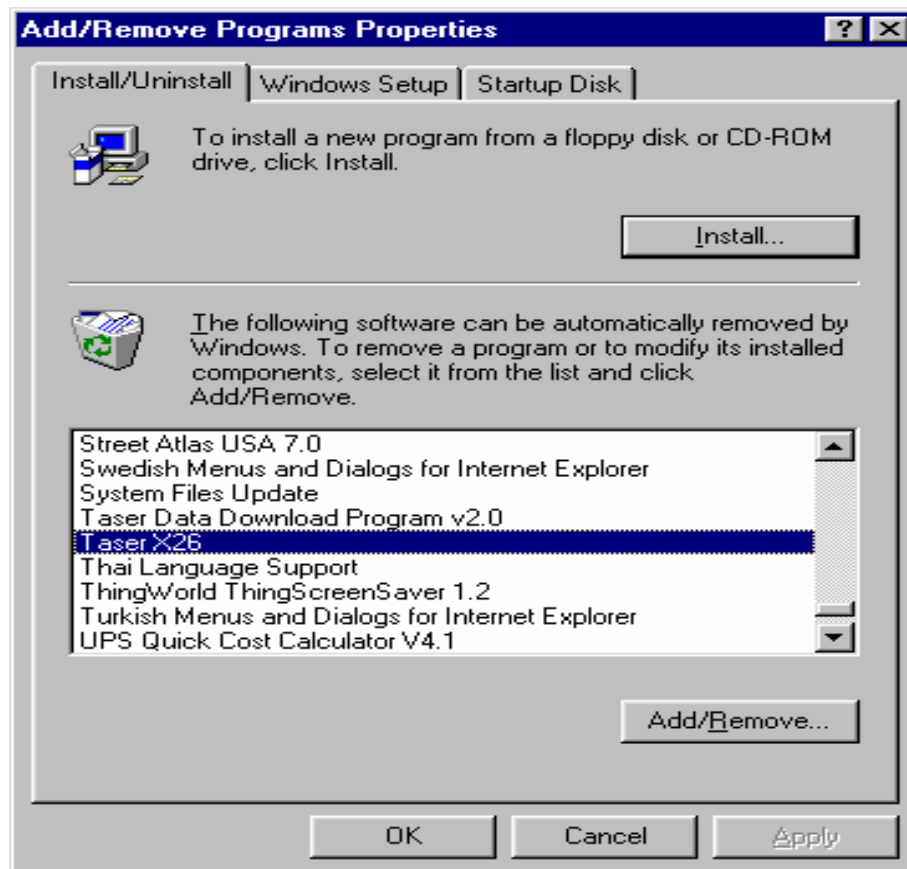 Add/Remove Programs Properties
Install/Uninstall
Windows Setup
Startup Disk
To install a new program from a floppy disk or CD-ROM
drive, click Install.
Install...
The following software can be automatically removed by
Windows. To remove a program or to modify its installed
components, select it from the list and click
Add/Remove.
Street Atlas USA 7.0
Swedish Menus and Dialogs for Internet Explorer
System Files Update
Taser Data Download Program v2.0
Taser X26
Thai Language Support
ThingWorld ThingScreenSaver 1.2
Turkish Menus and Dialogs for Internet Explorer
UPS Quick Cost Calculator V4.1
Add/Remove...
OK
Cancel
Apply